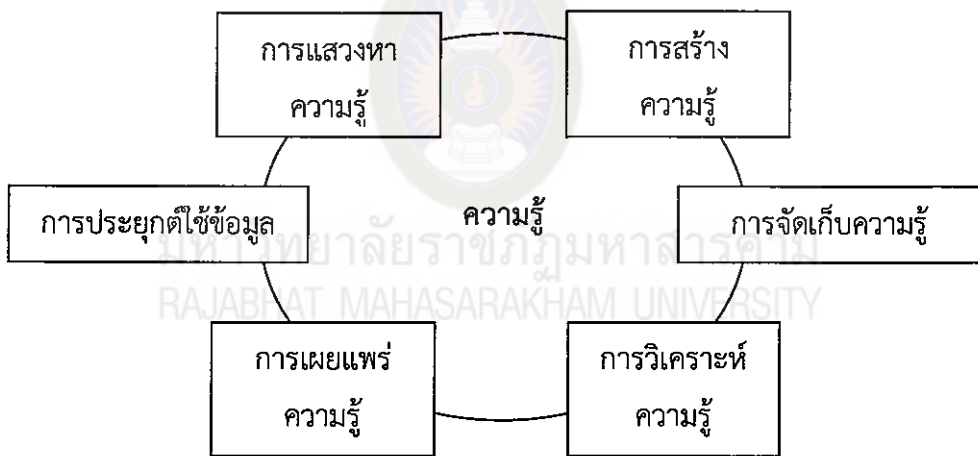 การแสวงหา
ความรู้
การสร้าง
ความรู้
การประยุกต์ใช้ข้อมูล
ความรู้
การจัดเก็บความรู้
มหาวิทยาลัยราชภัฏมหาสารคาม
RAJABHAT MAHASARAKHAM UNIVERSITY
การเผยแพร่
ความรู้
การวิเคราะห์
ความรู้